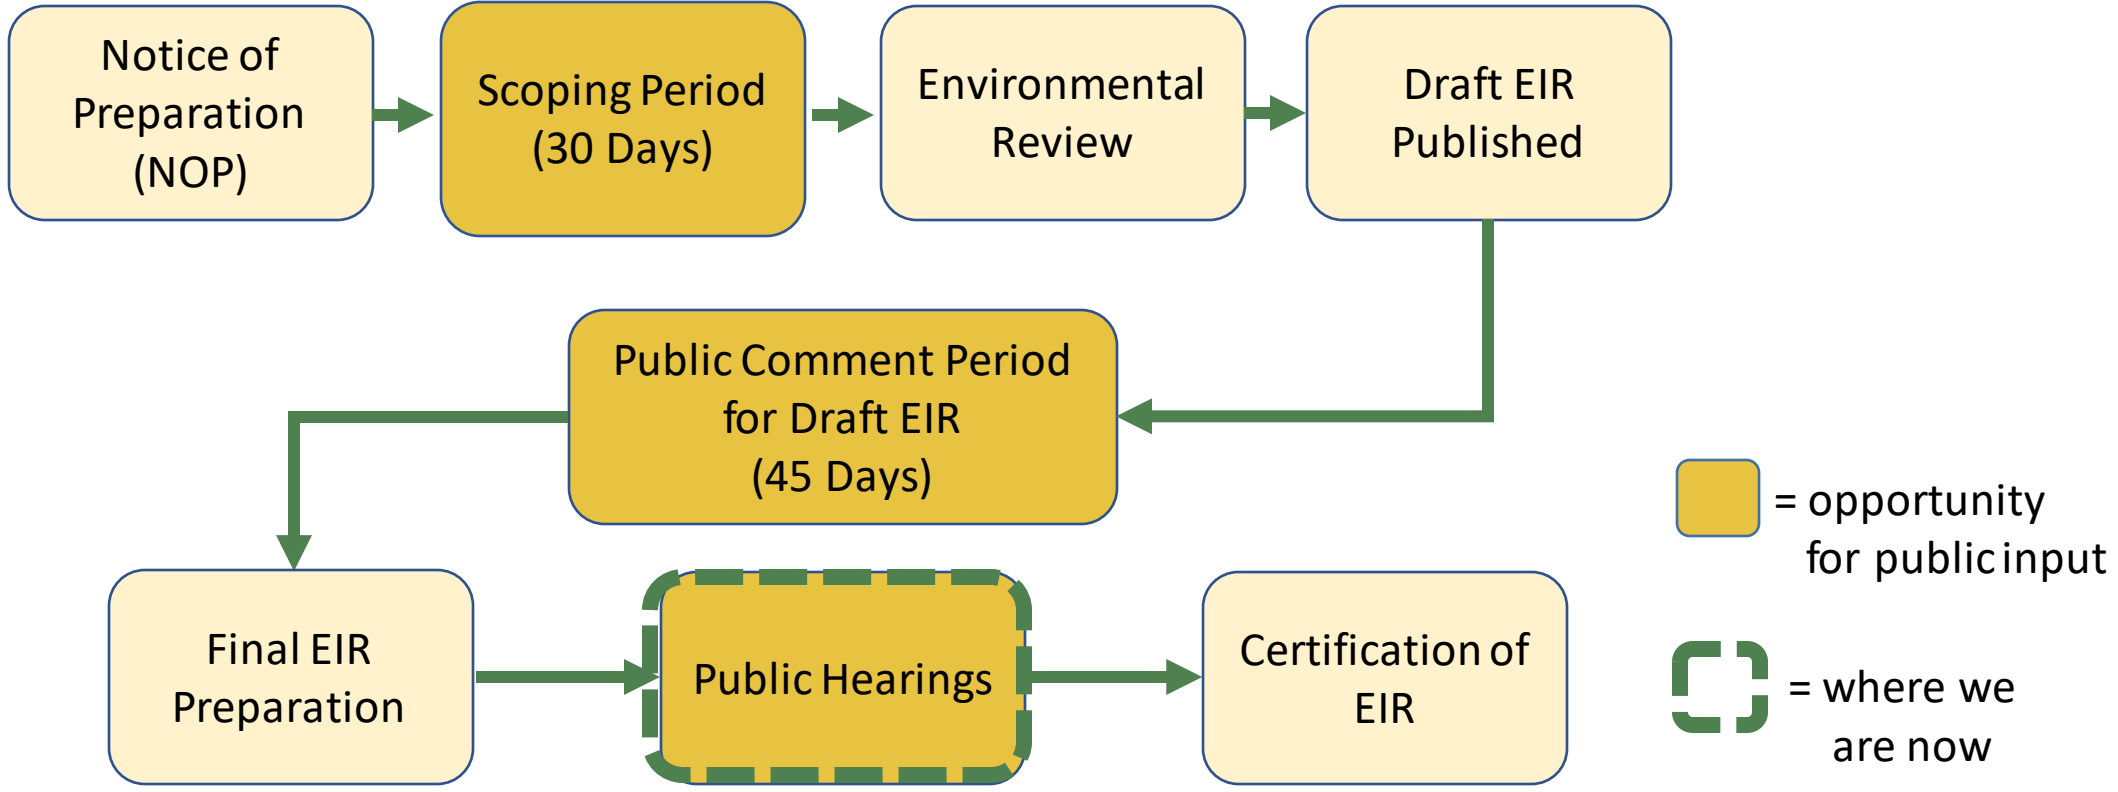 Notice of
Preparation
(NOP)
Scoping Period
(30 Days)
Environmental
Review
Draft EIR
Published
Public Comment Period
for Draft EIR
(45 Days)
Final EIR
Preparation
Public Hearings
Certification of
EIR
= opportunity
for public input
= where we
are now